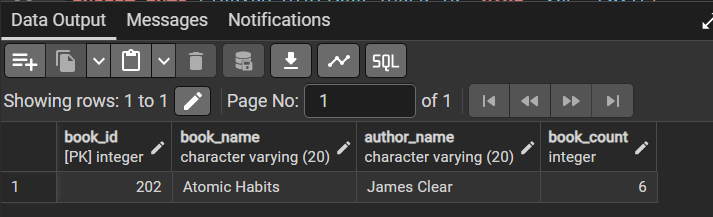 Data Output Messages Notifications
SQL
Showing rows: 1 to 1 Page No: 1 of 1
book_id book_name author_name book_count
[PK] integer character varying (20) character varying (20) integer
1 202 Atomic Habits James Clear 6